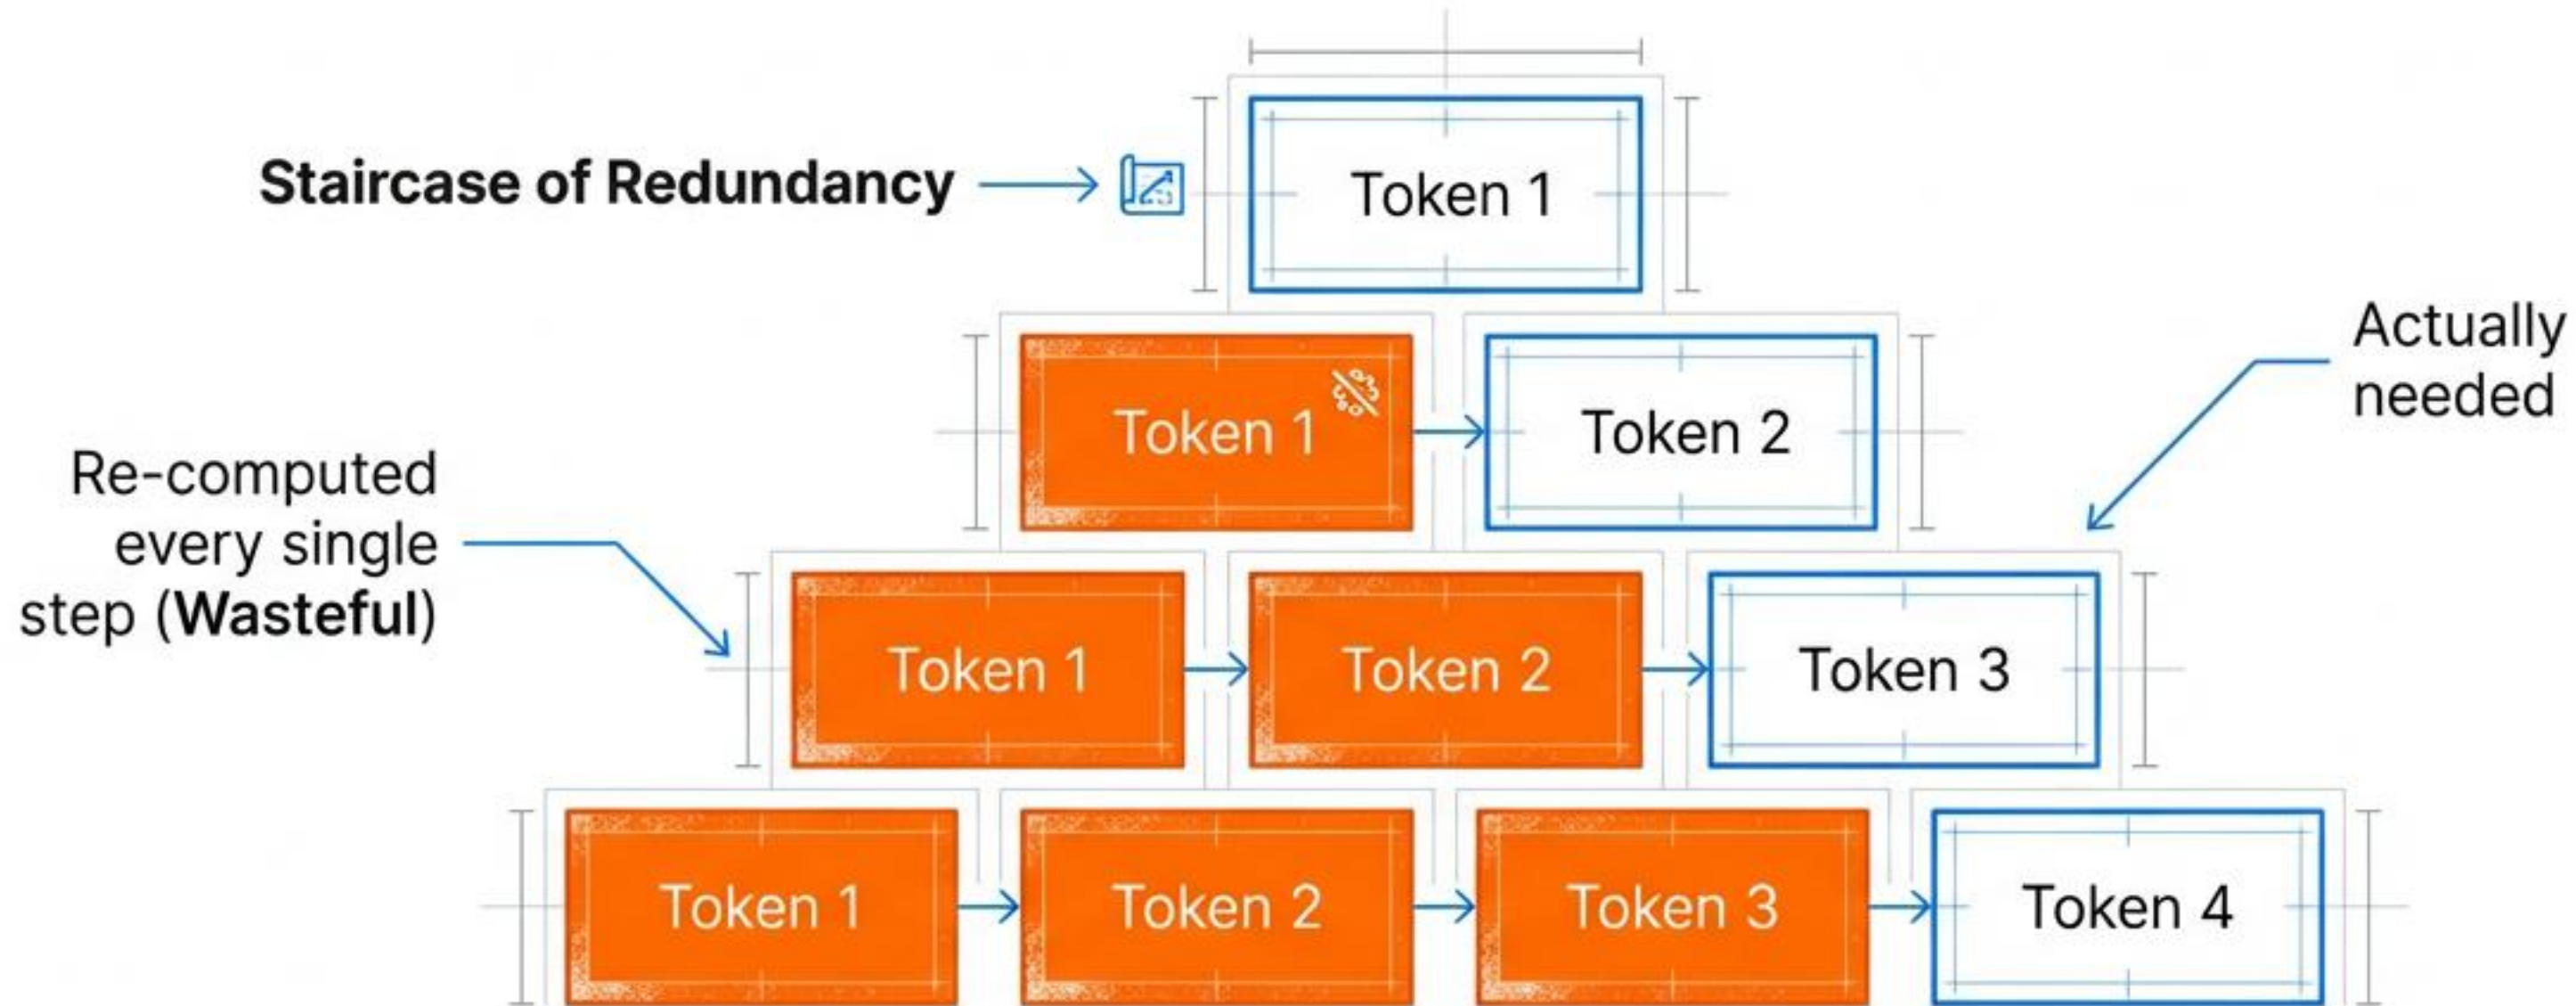 Staircase of Redundancy
Token 1
Token 1
Token 2
Actually
needed
Re-computed
every single
step (Wasteful)
Token 1
Token 2
Token 3
Token 1
Token 2
Token 3
Token 4